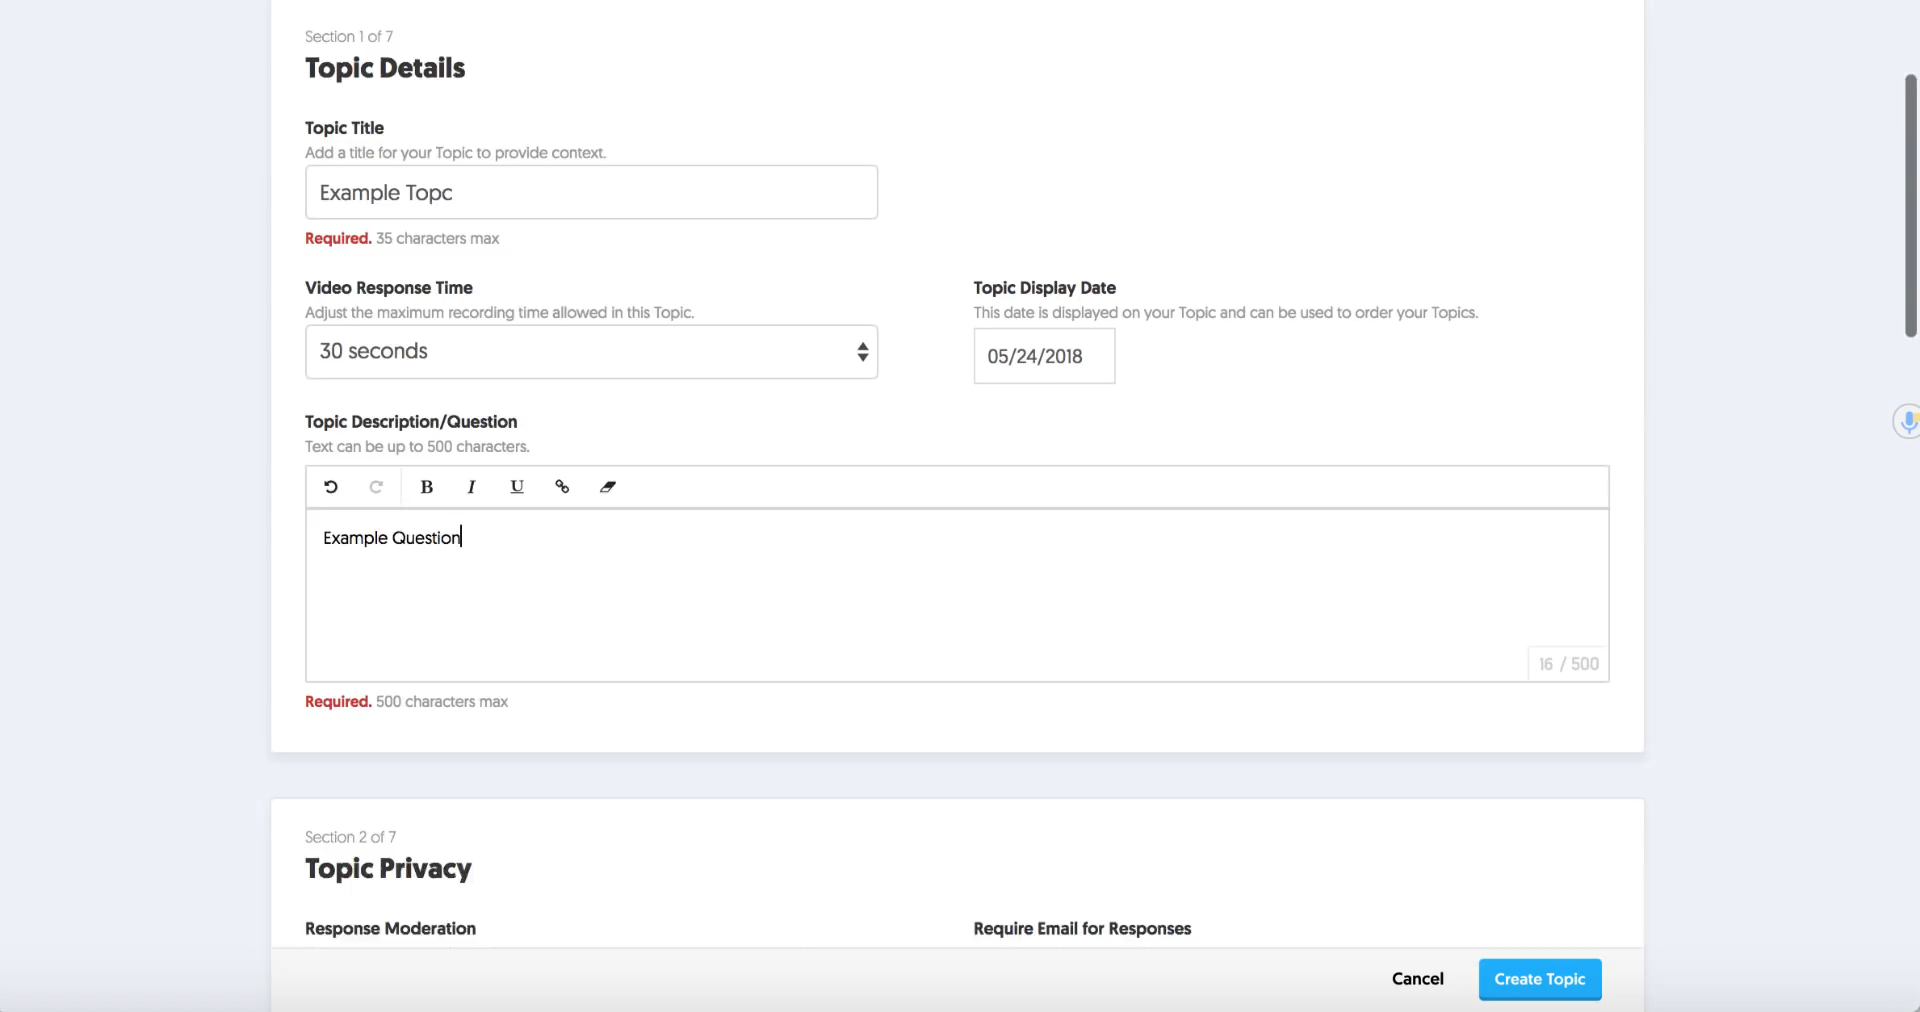 Section 1 of 7
Topic Details
Topic Title
Add a title for your Topic to provide context.
Example Topc
Required. 35 characters max
Video Response Time
Adjust the maximum recording time allowed in this Topic.
30 seconds
Topic Display Date
This date is displayed on your Topic and can be used to order your Topics.
05/24/2018
Topic Description/Question
Text can be up to 500 characters.
B I U
Example Question
16 / 500
Required. 500 characters max
Section 2 of 7
Topic Privacy
Response Moderation
Require Email for Responses
Cancel
Create Topic